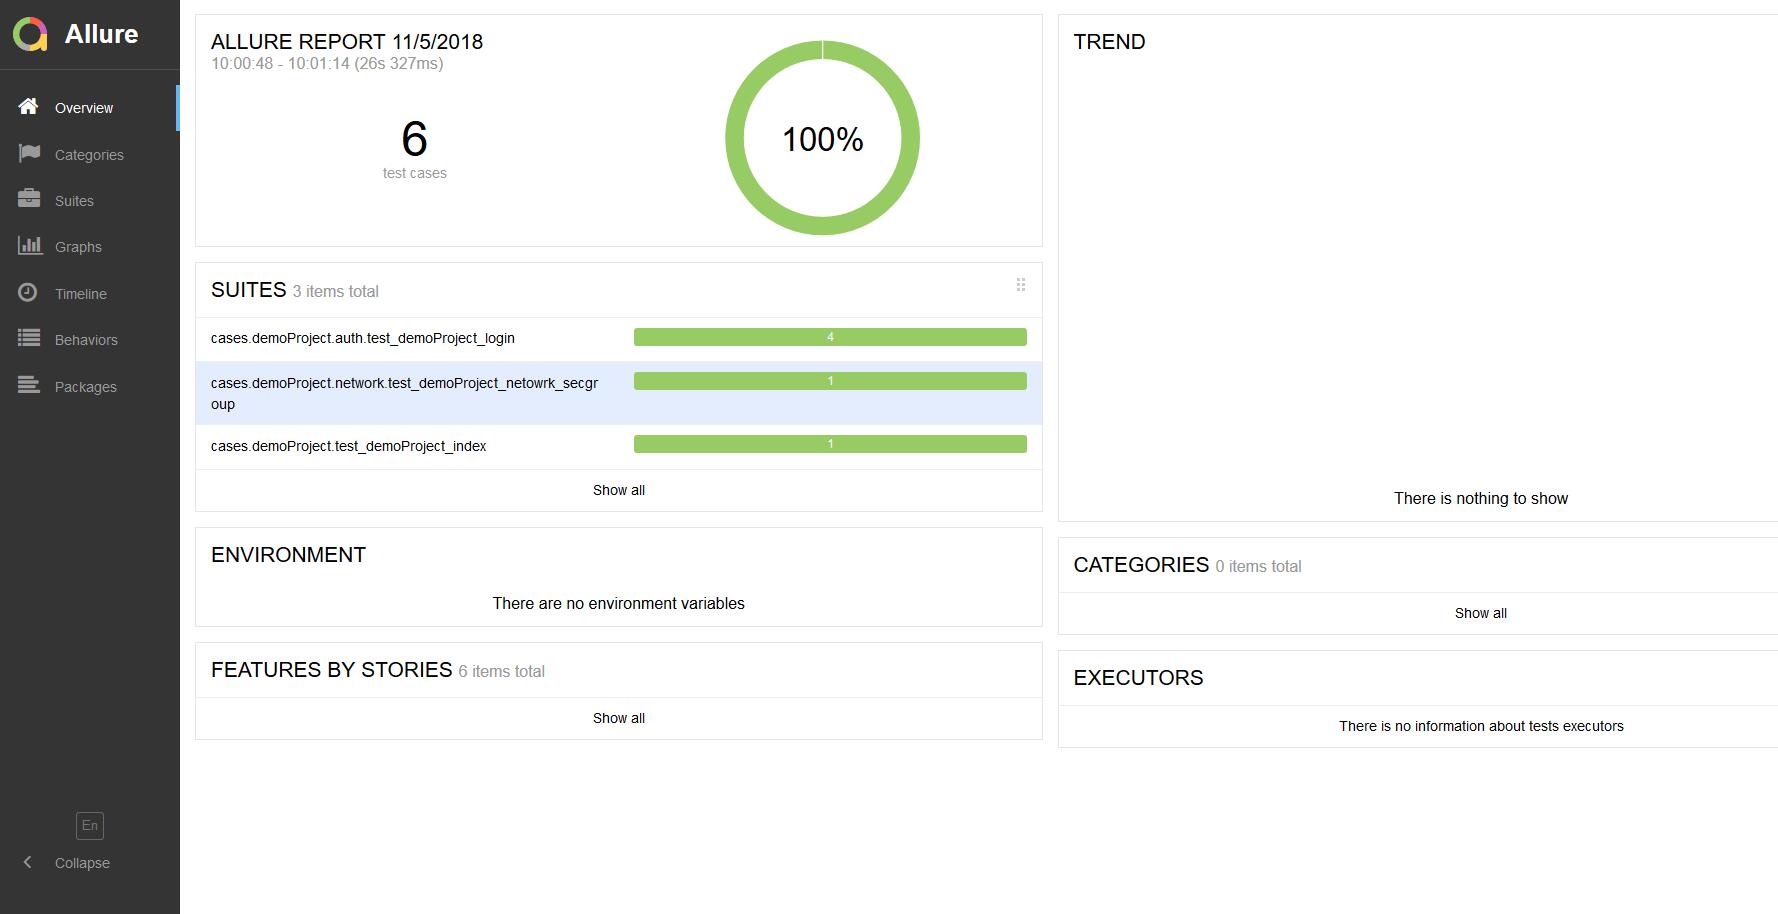 Allure
Overview
Categories
Suites
Graphs
Timeline
Behaviors
Packages
En
Collapse
ALLURE REPORT 11/5/2018
10:00:48 - 10:01:14 (26s 327ms)
6
test cases
100%
SUITES 3 items total
cases.demoProject.auth.test_demoProject_login 4
cases.demoProject.network.test_demoProject_netowrk_secgr 1
oup
cases.demoProject.test_demoProject_index 1
Show all
ENVIRONMENT
There are no environment variables
FEATURES BY STORIES 6 items total
Show all
TREND
There is nothing to show
CATEGORIES 0 items total
Show all
EXECUTORS
There is no information about tests executors